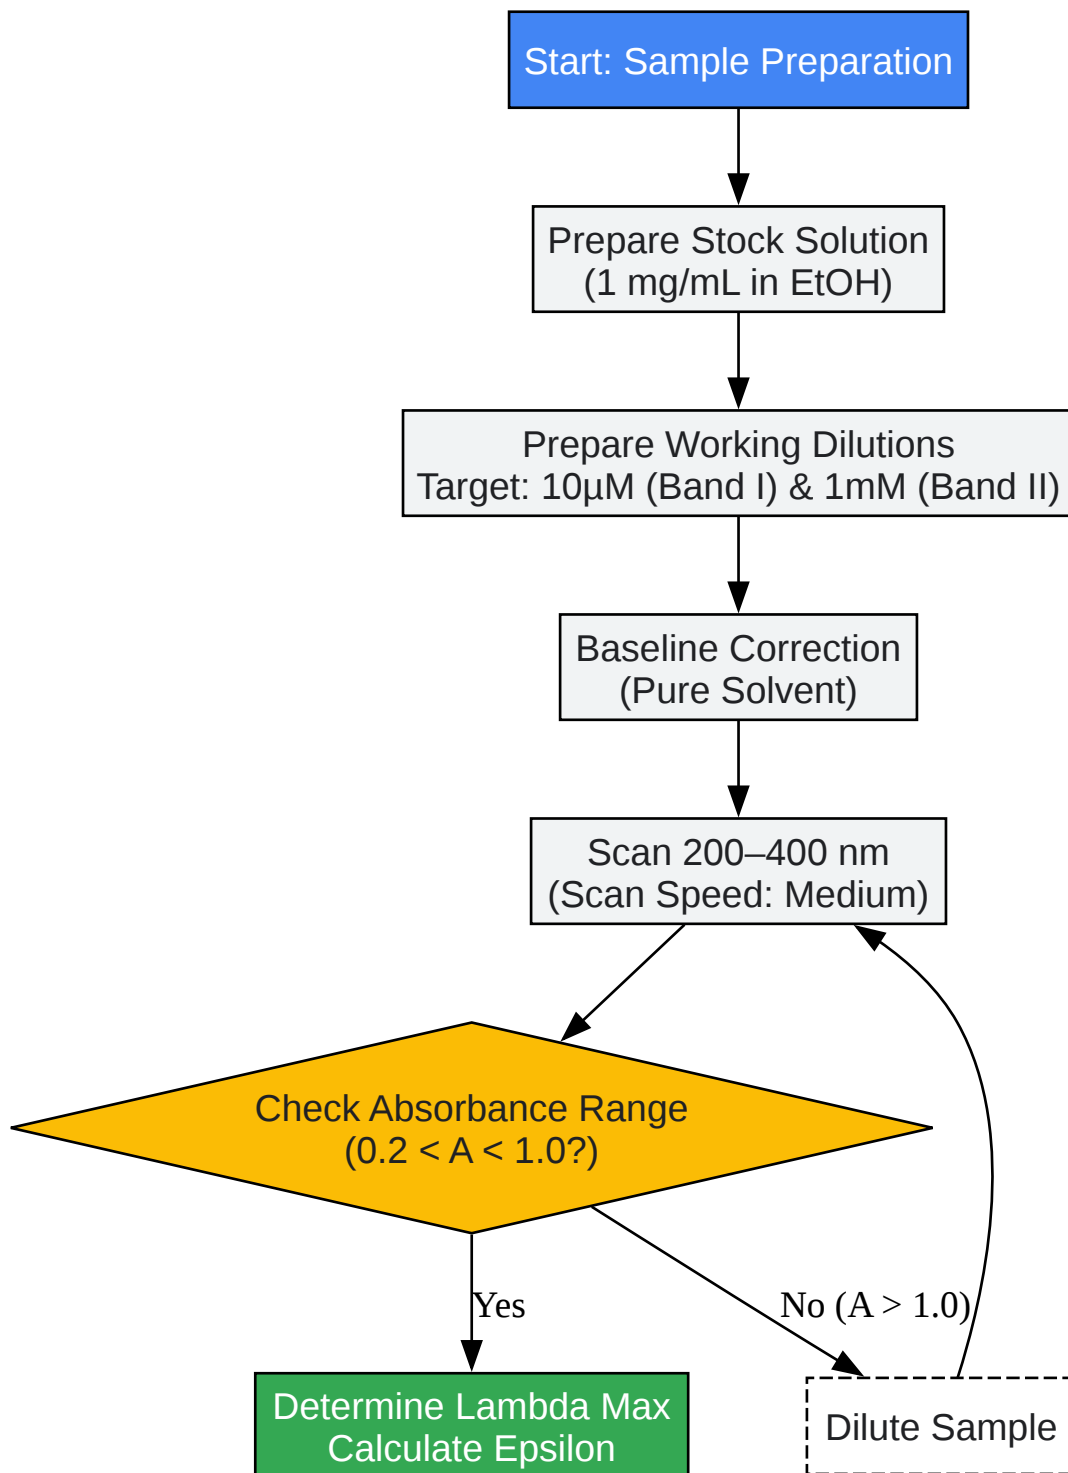 Start: Sample Preparation
Prepare Stock Solution
(1 mg/mL in EtOH)
Prepare Working Dilutions
Target: 10µM (Band I) & 1mM (Band II)
Baseline Correction
(Pure Solvent)
Scan 200–400 nm
(Scan Speed: Medium)
Check Absorbance Range
(0.2 < A < 1.0?)
Yes
No (A > 1.0)
Determine Lambda Max
Calculate Epsilon
Dilute Sample